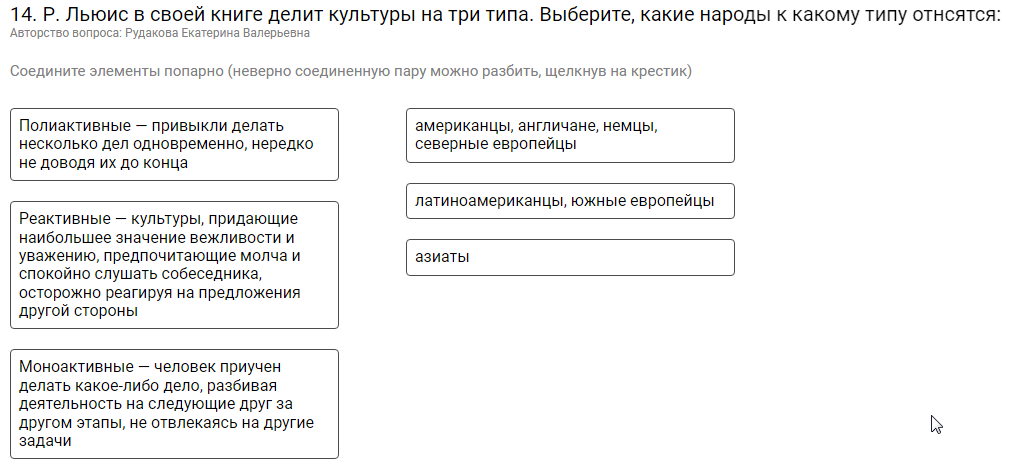 14. Р. Льюис в своей книге делит культуры на три типа. Выберите, какие народы к какому типу отнсятся:
Авторство вопроса: Рудакова Екатерина Валерьевна
Соедините элементы попарно (неверно соединенную пару можно разбить, щелкнув на крестик)
Полиактивные — привыкли делать
несколько дел одновременно, нередко
не доводя их до конца
Реактивные — культуры, придающие
наибольшее значение вежливости и
уважению, предпочитающие молча и
спокойно слушать собеседника,
осторожно реагируя на предложения
другой стороны
Моноактивные — человек приучен
делать какое-либо дело, разбивая
деятельность на следующие друг за
другом этапы, не отвлекаясь на другие
задачи
американцы, англичане, немцы,
северные европейцы
латиноамериканцы, южные европейцы
азиаты